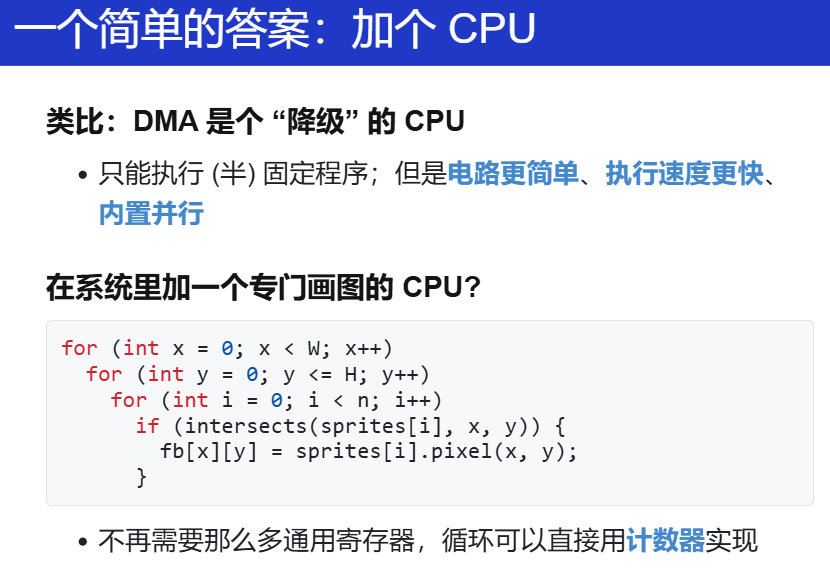 一个简单的答案：加个 CPU
类比：DMA 是个 “降级” 的 CPU
• 只能执行 (半) 固定程序；但是电路更简单、执行速度更快、
内置并行
在系统里加一个专门画图的 CPU?
for (int x = 0; x < W; x++)
  for (int y = 0; y <= H; y++)
    for (int i = 0; i < n; i++)
      if (intersects(sprites[i], x, y)) {
        fb[x][y] = sprites[i].pixel(x, y);
      }
• 不再需要那么多通用寄存器，循环可以直接用计数器实现